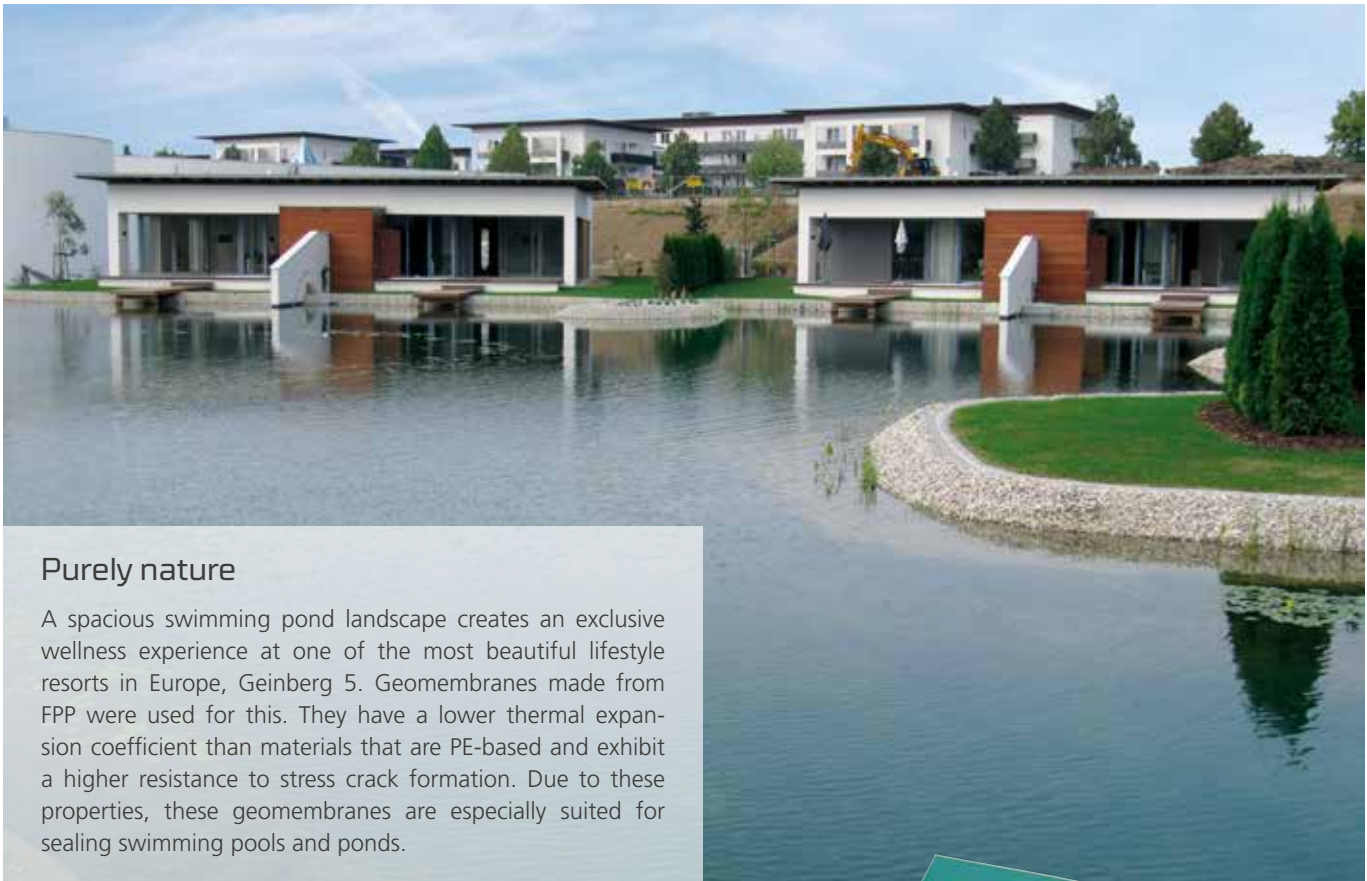 Purely nature
A spacious swimming pond landscape creates an exclusive
wellness experience at one of the most beautiful lifestyle
resorts in Europe, Geinberg 5. Geomembranes made from
FPP were used for this. They have a lower thermal expan-
sion coefficient than materials that are PE-based and exhibit
a higher resistance to stress crack formation. Due to these
properties, these geomembranes are especially suited for
sealing swimming pools and ponds.